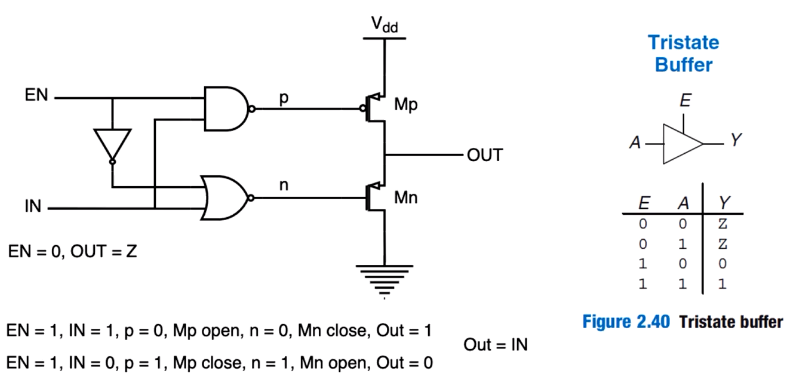 Vdd
EN
p
Mp
OUT
IN
n
Mn
EN = 0, OUT = Z
EN = 1, IN = 1, p = 0, Mp open, n = 0, Mn close, Out = 1
EN = 1, IN = 0, p = 1, Mp close, n = 1, Mn open, Out = 0
Out = IN
Tristate
Buffer
E
A
Y
E A Y
0 0 Z
0 1 Z
1 0 0
1 1 1
Figure 2.40 Tristate buffer